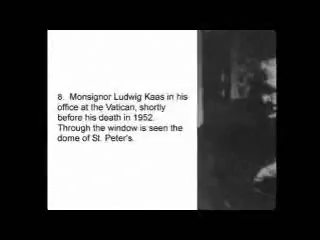 8. Monsignor Ludwig Kaas in his
office at the Vatican, shortly
before his death in 1952.
Through the window is seen the
dome of St. Peter's.